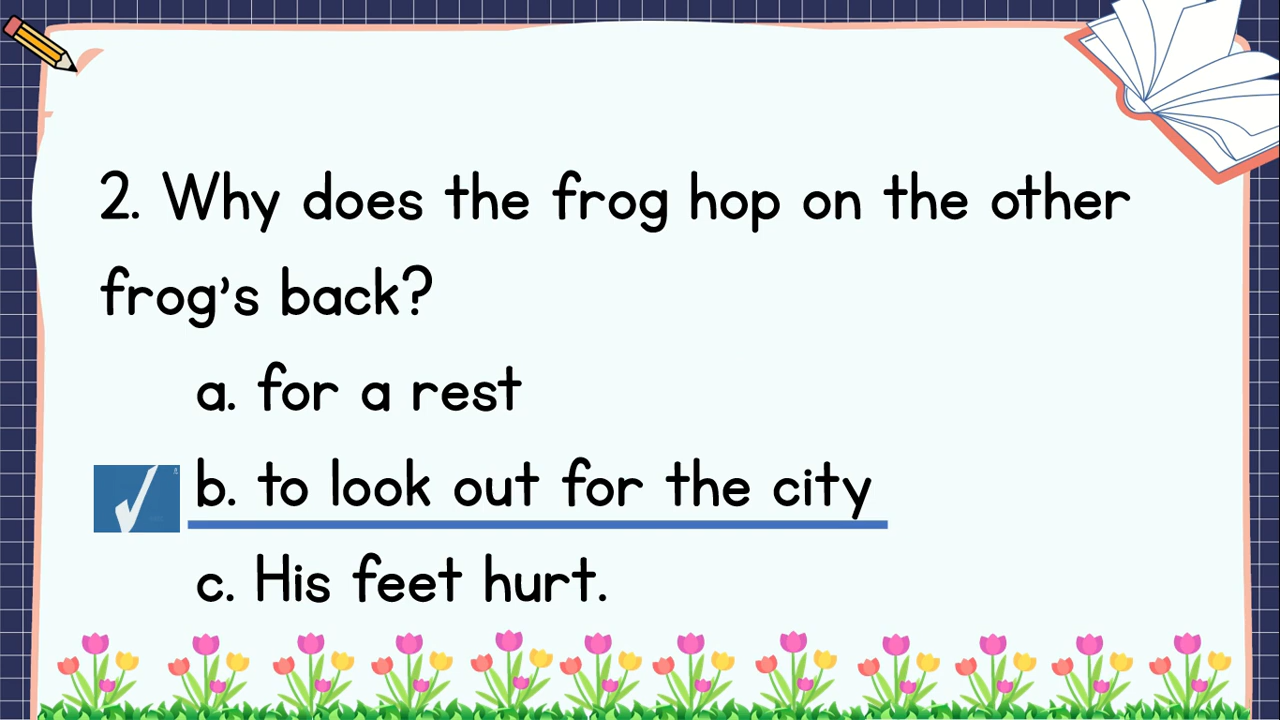 2. Why does the frog hop on the other
frog's back?
a. for a rest
b. to look out for the city
c. His feet hurt.